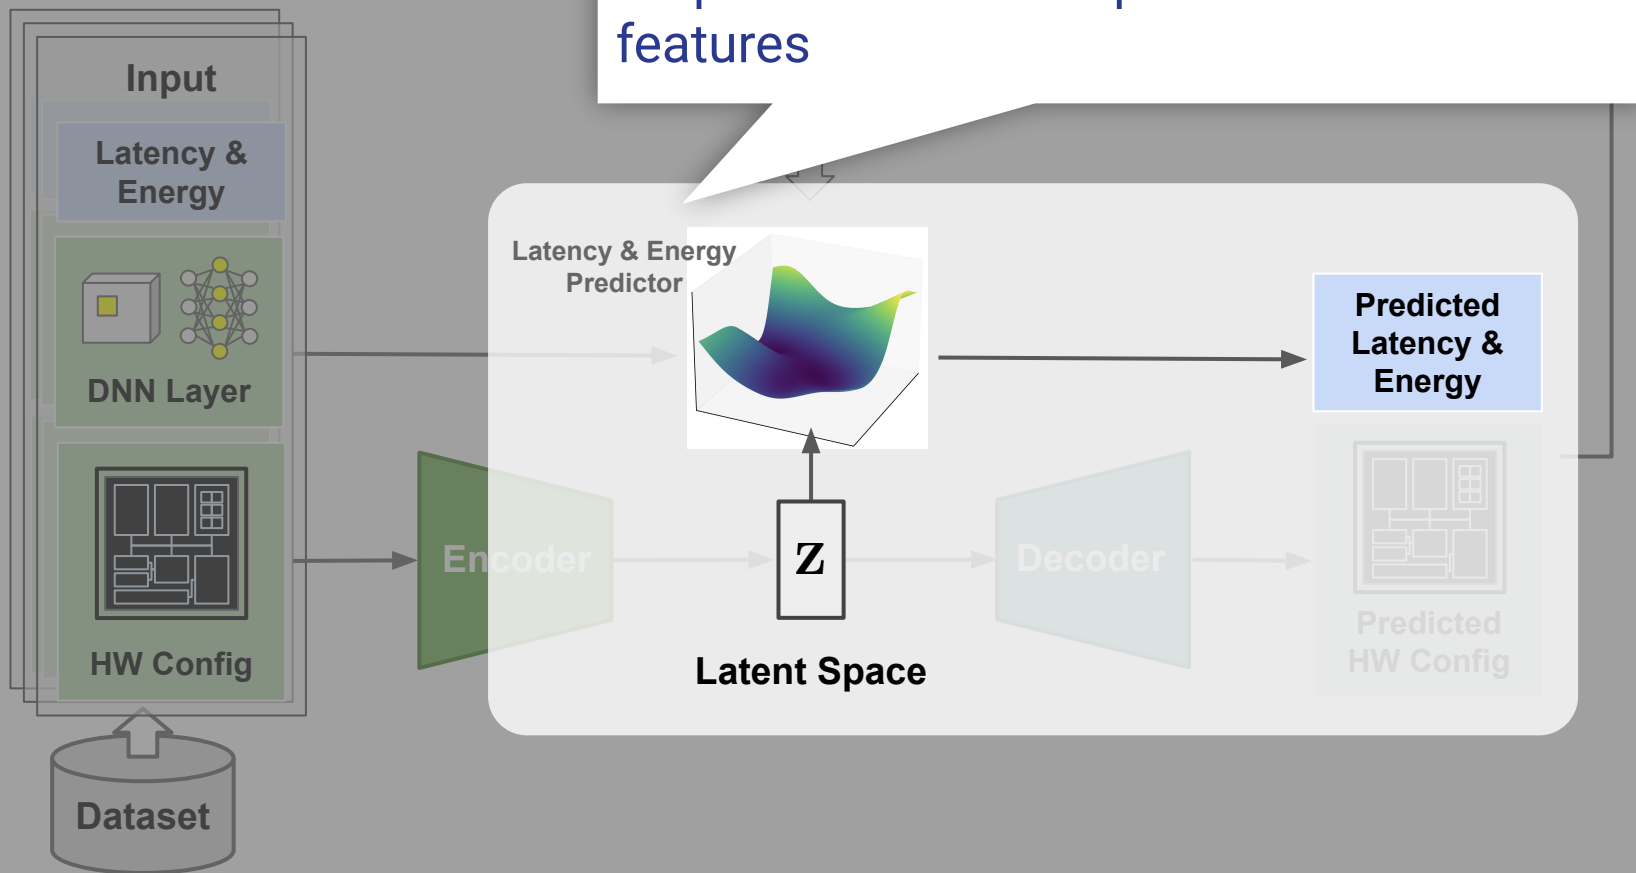 features
Input
Latency &
Energy
DNN Layer
HW Config
Dataset
Latency & Energy
Predictor
Encoder
Z
Latent Space
Decoder
Predicted
Latency &
Energy
Predicted
HW Config